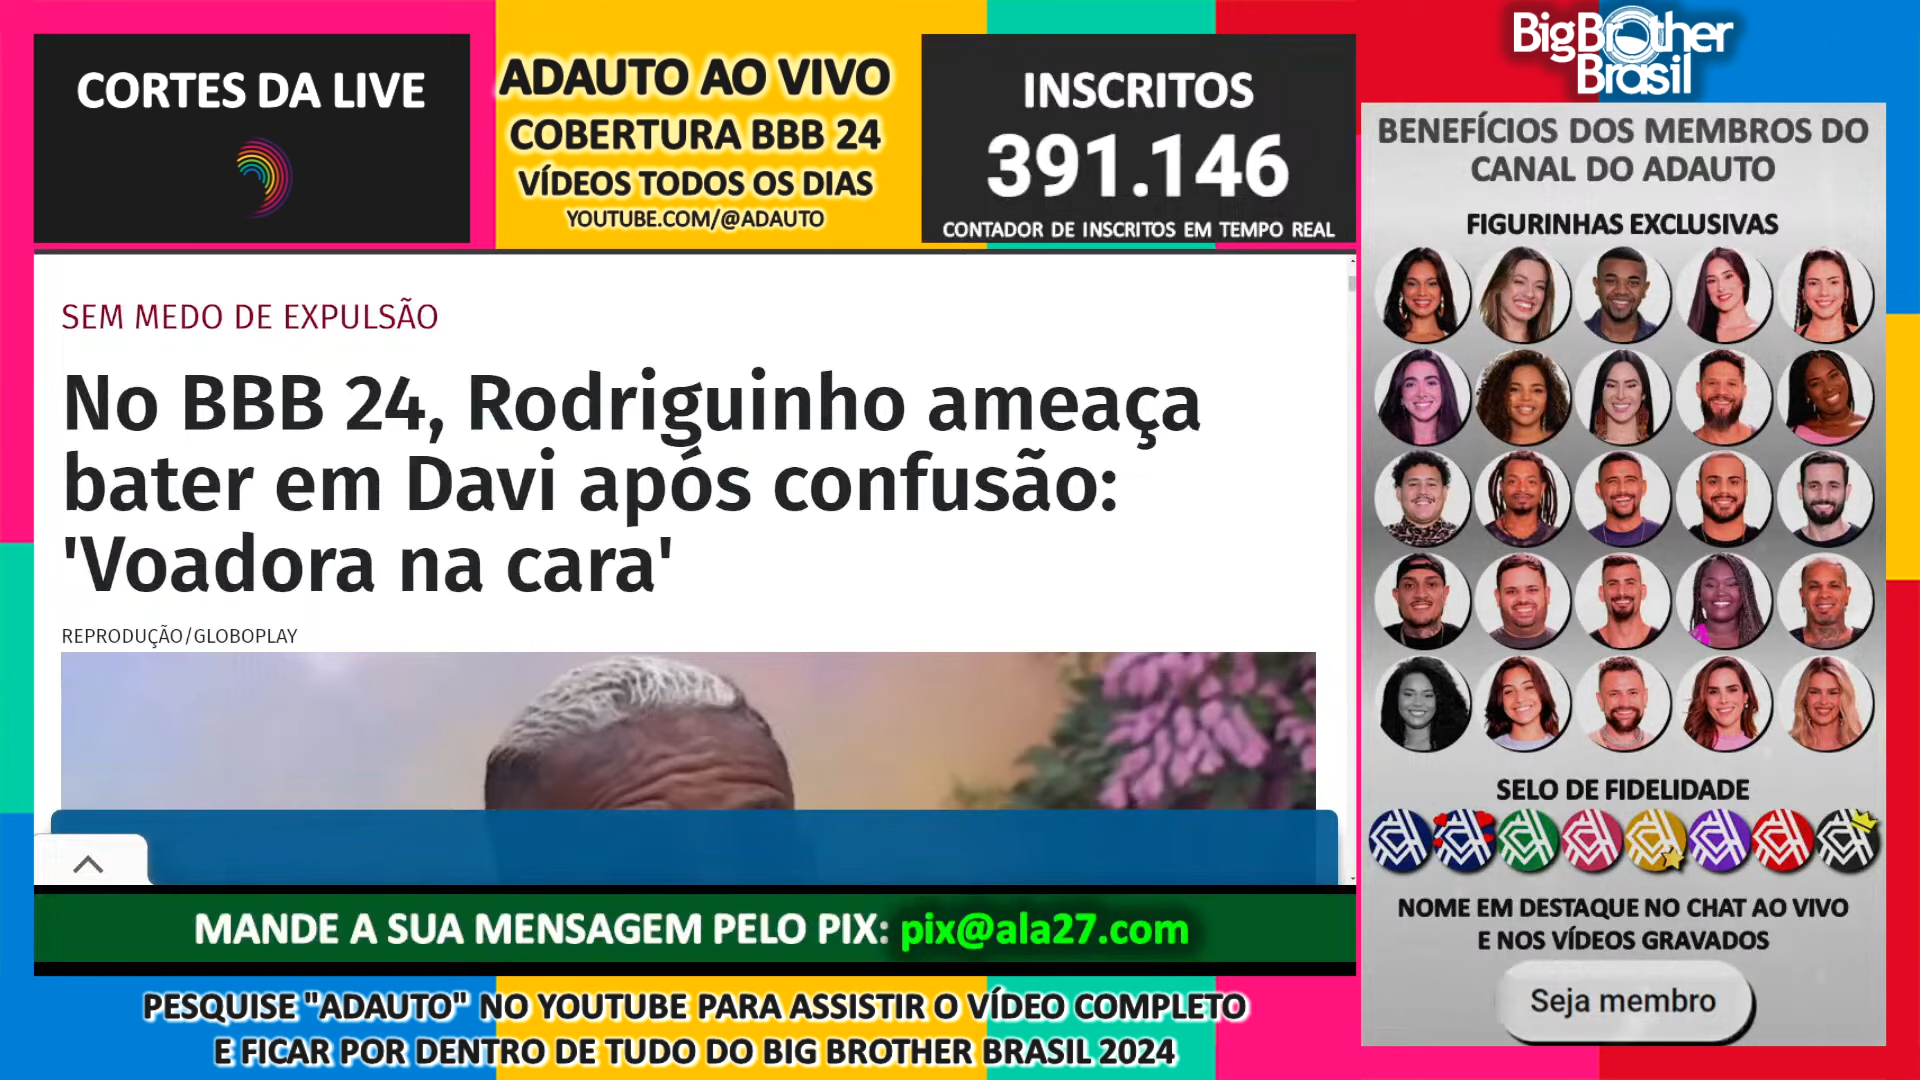 CORTES DA LIVE
ADAUTO AO VIVO
COBERTURA BBB 24
VÍDEOS TODOS OS DIAS
YOUTUBE.COM/@ADAUTO
INSCRITOS
391.146
CONTADOR DE INSCRITOS EM TEMPO REAL
BigBrother
Brasil
SEM MEDO DE EXPULSÃO
No BBB 24, Rodriguinho ameaça
bater em Davi após confusão:
'Voadora na cara'
REPRODUÇÃO/GLOBOPLAY
MANDE A SUA MENSAGEM PELO PIX: pix@ala27.com
PESQUISE "ADAUTO" NO YOUTUBE PARA ASSISTIR O VÍDEO COMPLETO
E FICAR POR DENTRO DE TUDO DO BIG BROTHER BRASIL 2024
BENEFÍCIOS DOS MEMBROS DO
CANAL DO ADAUTO
FIGURINHAS EXCLUSIVAS
SELO DE FIDELIDADE
NOME EM DESTAQUE NO CHAT AO VIVO
E NOS VÍDEOS GRAVADOS
Seja membro